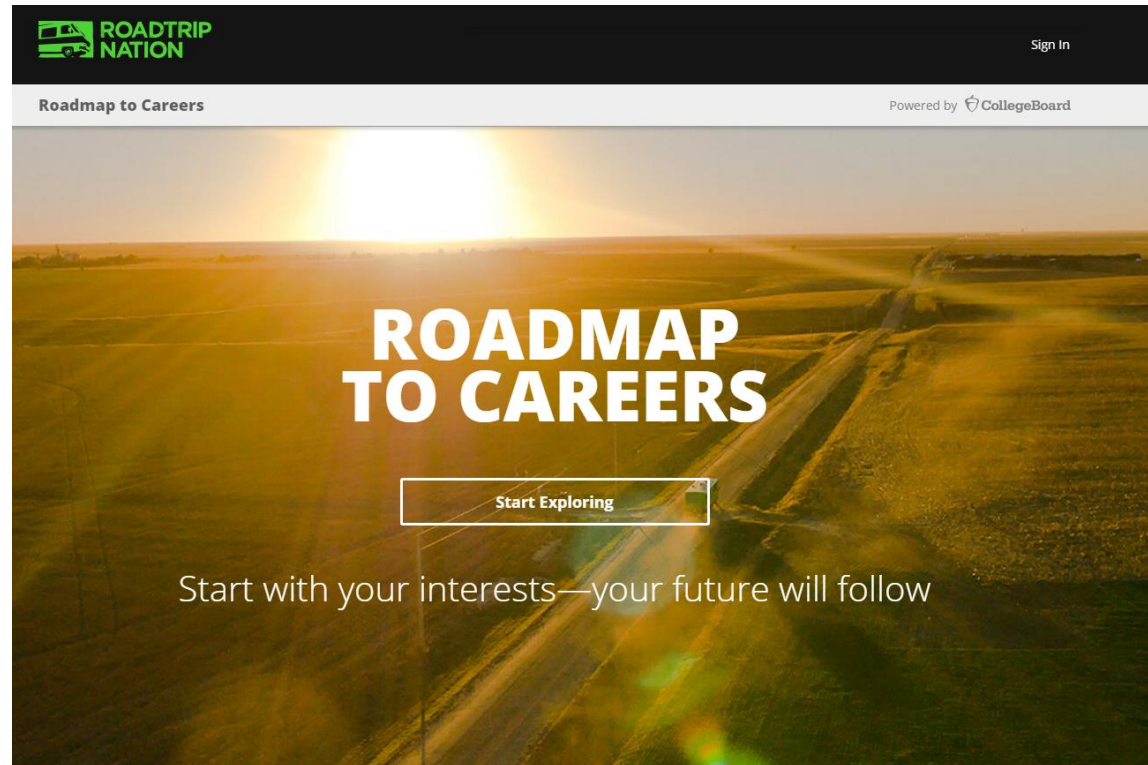 ROADTRIP
NATION
Sign In
Roadmap to Careers
Powered by CollegeBoard
ROADMAP
TO CAREERS
Start Exploring
Start with your interests—your future will follow